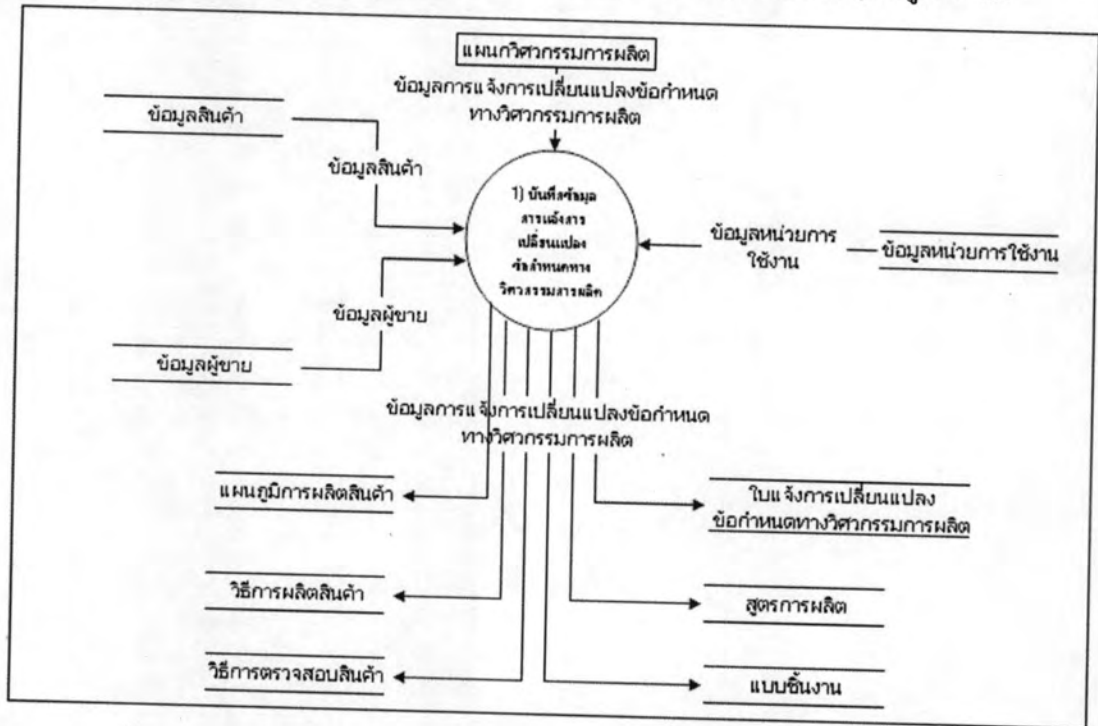 แผนกวิศวกรรมการผลิต
ข้อมูลการแจ้งการเปลี่ยนแปลงข้อกำหนด
ทางวิศวกรรมการผลิต
ข้อมูลสินค้า
ข้อมูลสินค้า
1) บันทึกข้อมูล
การแจ้งการ
เปลี่ยนแปลง
ข้อกำหนดทาง
วิศวกรรมการผลิต
ข้อมูลหน่วยการ
ใช้งาน
ข้อมูลหน่วยการใช้งาน
ข้อมูลผู้ขาย
ข้อมูลผู้ขาย
ข้อมูลการแจ้งการเปลี่ยนแปลงข้อกำหนด
ทางวิศวกรรมการผลิต
แผนภูมิการผลิตสินค้า
ใบแจ้งการเปลี่ยนแปลง
ข้อกำหนดทางวิศวกรรมการผลิต
วิธีการผลิตสินค้า
สูตรการผลิต
วิธีการตรวจสอบสินค้า
แบบชิ้นงาน